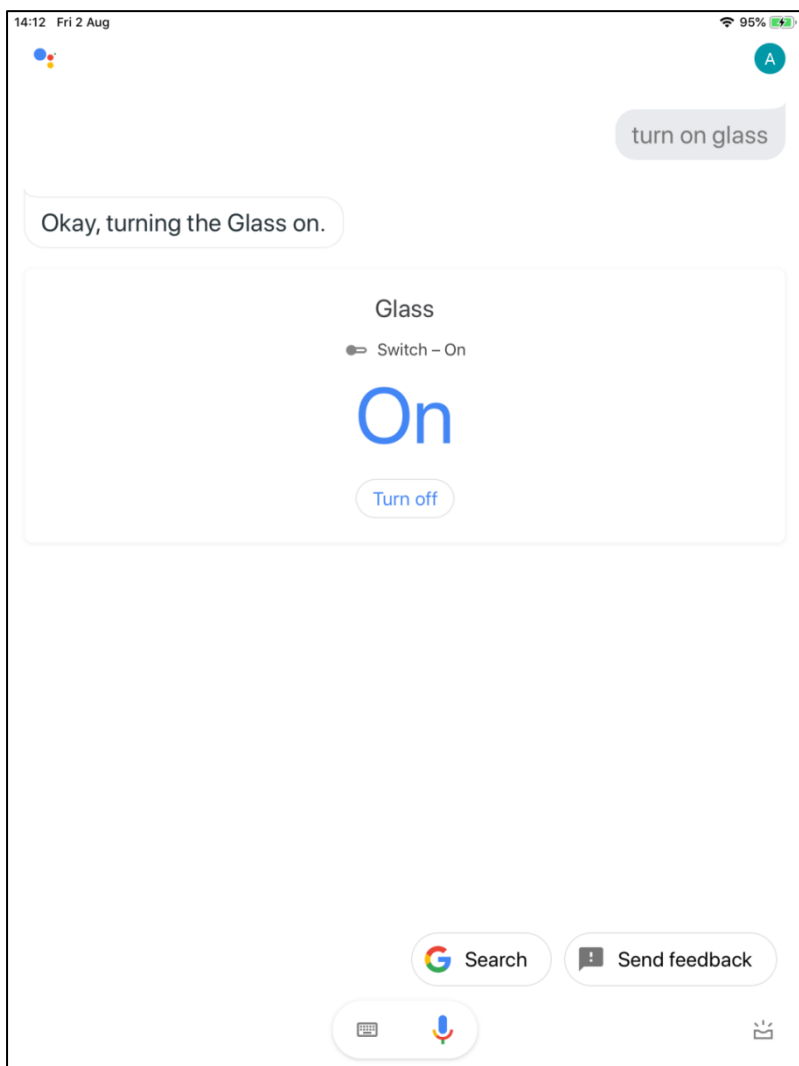 14:12 Fri 2 Aug 95%
A
turn on glass
Okay, turning the Glass on.
Glass
Switch – On
On
Turn off
Search
Send feedback